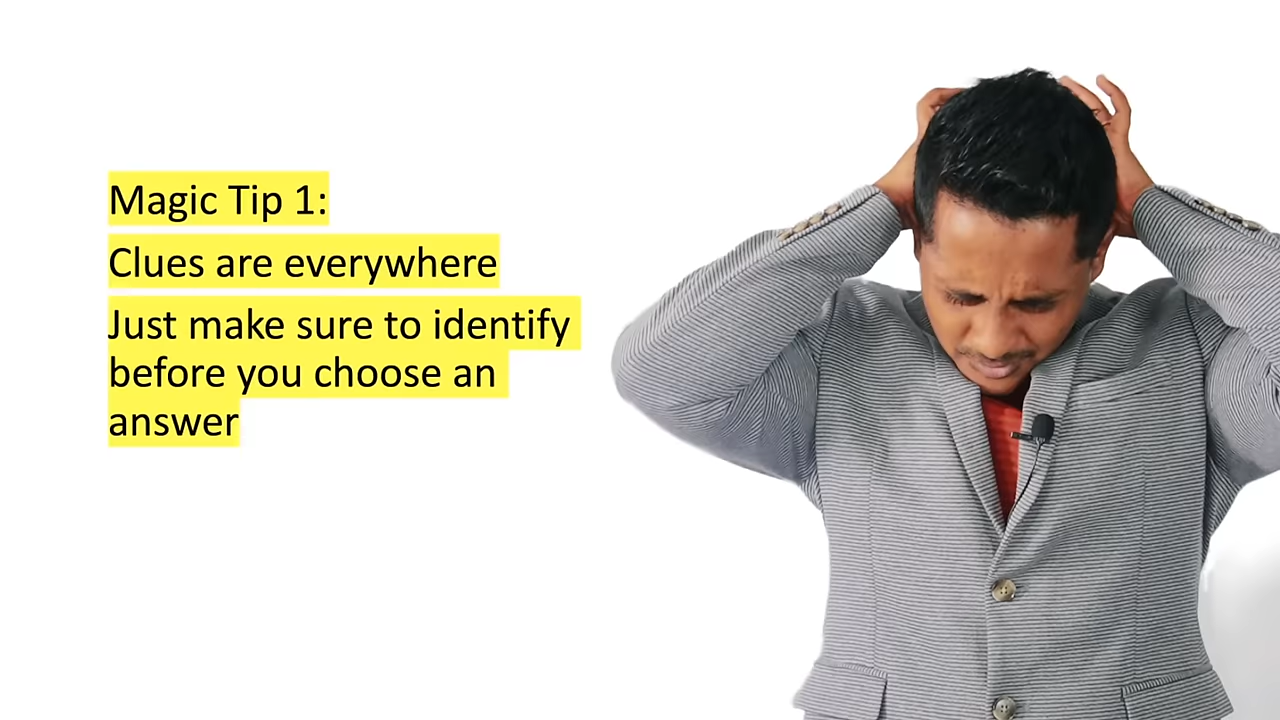 Magic Tip 1:
Clues are everywhere
Just make sure to identify
before you choose an
answer